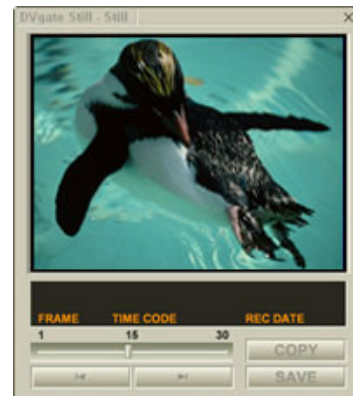 DVgate Still - Still
FRAME TIME CODE REC DATE
1 15 30
COPY
SAVE